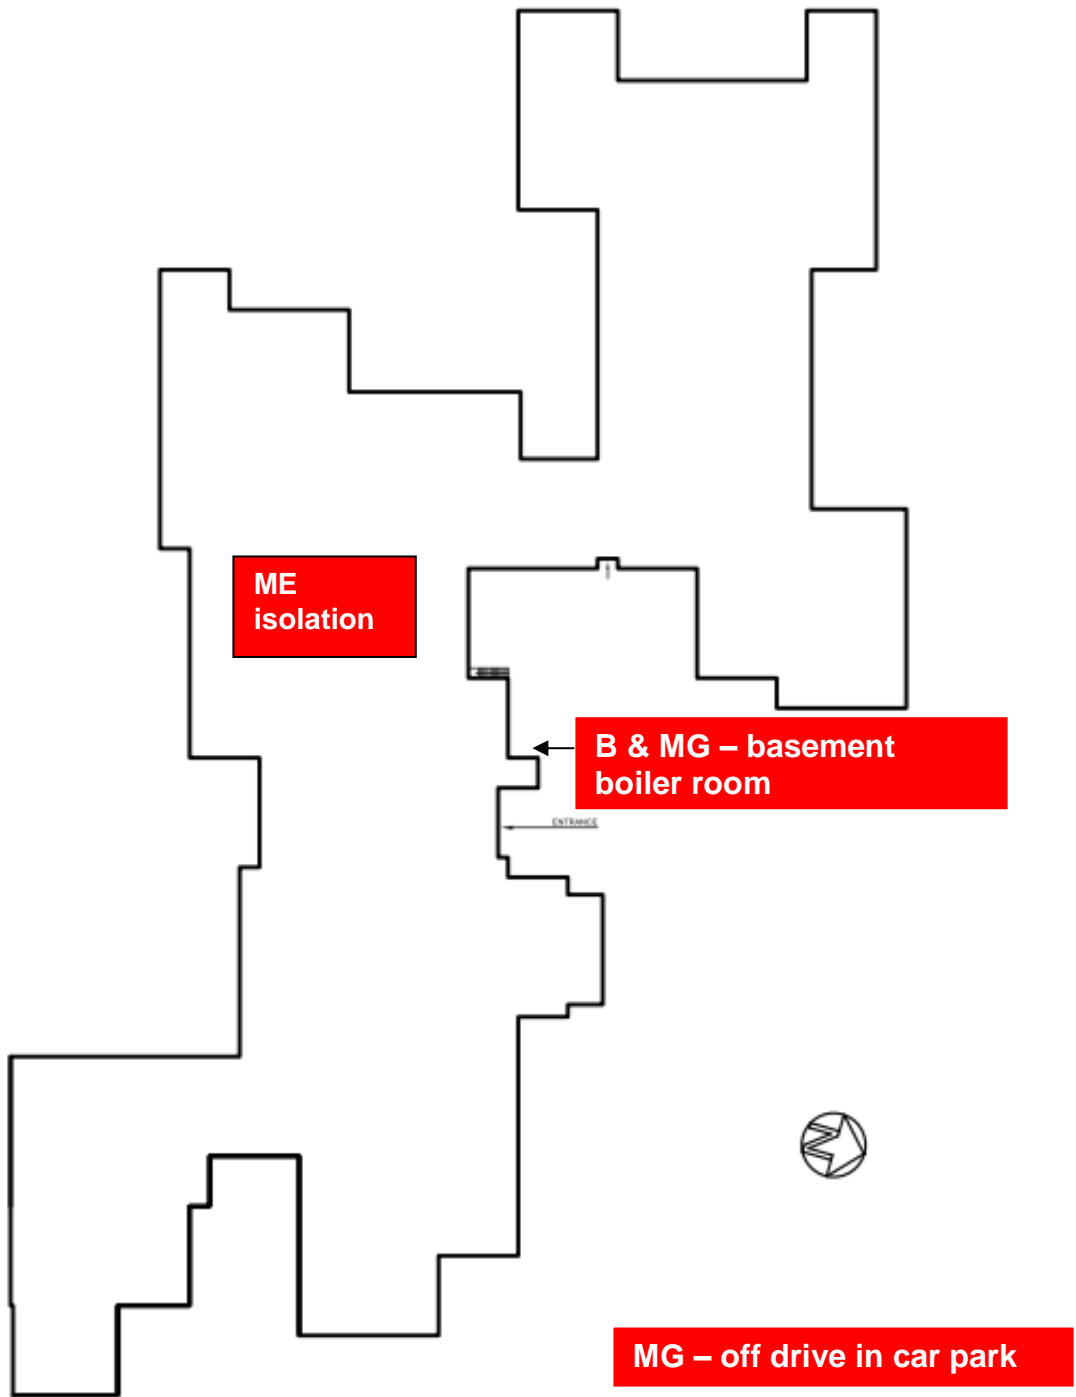 ME
isolation
B & MG – basement
boiler room
ENTRANCE
N
MG – off drive in car park